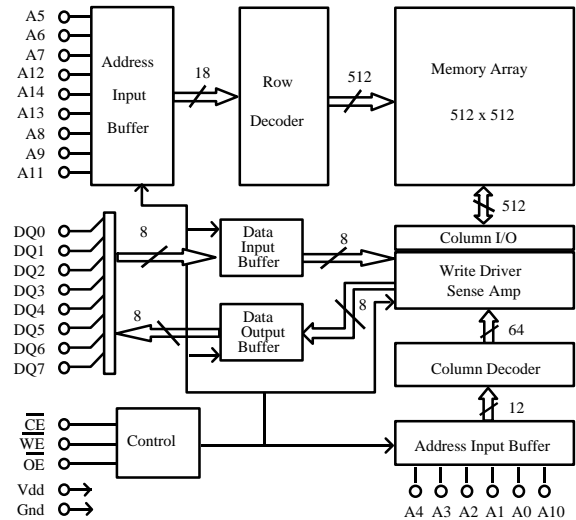 A5
A6
A7
A12
A14
A13
A8
A9
A11
Address
Input
Buffer
18
Row
Decoder
512
Memory Array
512 x 512
512
DQ0
DQ1
DQ2
DQ3
DQ4
DQ5
DQ6
DQ7
8
Data
Input
Buffer
8
Column I/O
Write Driver
Sense Amp
8
Data
Output
Buffer
8
64
Column Decoder
12
CE
WE
OE
Control
Address Input Buffer
Vdd
Gnd
A4 A3 A2 A1 A0 A10